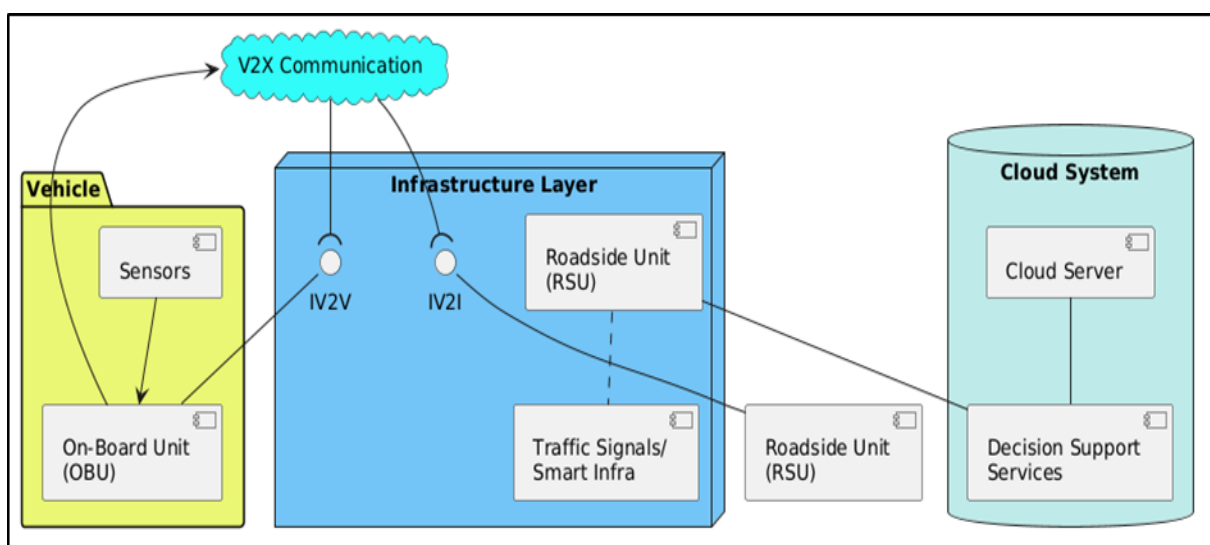 V2X Communication
Vehicle
Infrastructure Layer
Cloud System
Sensors
IV2V
IV2I
Roadside Unit
(RSU)
Cloud Server
On-Board Unit
(OBU)
Traffic Signals/
Smart Infra
Roadside Unit
(RSU)
Decision Support
Services